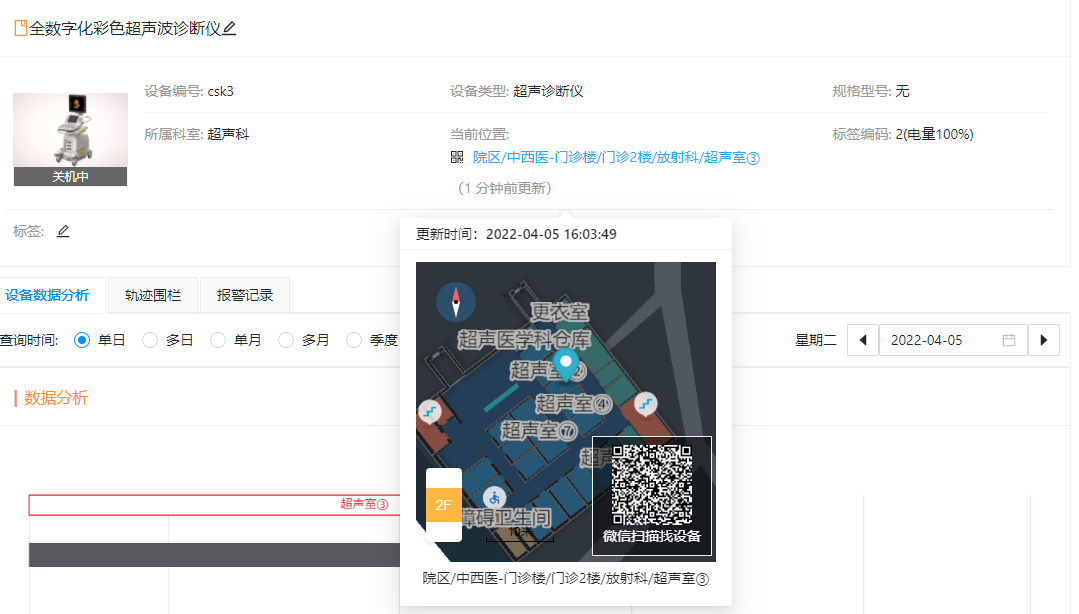 全数字化彩色超声波诊断仪
设备编号: csk3
设备类型: 超声诊断仪
规格型号: 无
关机中
所属科室: 超声科
当前位置:
标签编码: 2(电量100%)
院区/中西医-门诊楼/门诊2楼/放射科/超声室③
（1 分钟前更新）
标签:
更新时间：2022-04-05 16:03:49
设备数据分析
轨迹围栏
报警记录
查询时间:
单日
多日
单月
多月
季度
星期二
2022-04-05
数据分析
更衣室
超声医学科仓库
超声室②
超声室④
超声室⑦
超声
2F
障碍卫生间
10米
微信扫描找设备
超声室③
院区/中西医-门诊楼/门诊2楼/放射科/超声室③